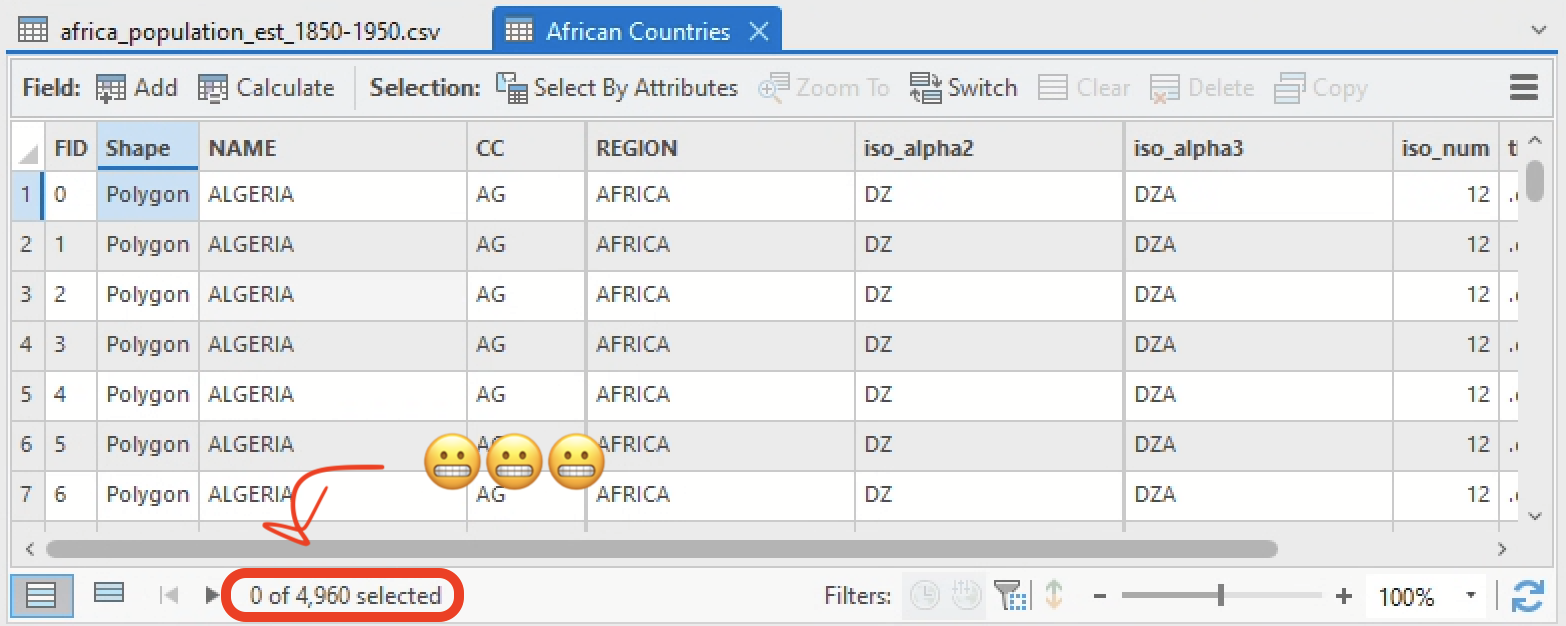 africa_population_est_1850-1950.csv African Countries
Field: Add Calculate Selection: Select By Attributes Zoom To Switch Clear Delete Copy
FID Shape NAME CC REGION iso_alpha2 iso_alpha3 iso_num
1 0 Polygon ALGERIA AG AFRICA DZ DZA 12
2 1 Polygon ALGERIA AG AFRICA DZ DZA 12
3 2 Polygon ALGERIA AG AFRICA DZ DZA 12
4 3 Polygon ALGERIA AG AFRICA DZ DZA 12
5 4 Polygon ALGERIA AG AFRICA DZ DZA 12
6 5 Polygon ALGERIA AG AFRICA DZ DZA 12
7 6 Polygon ALGERIA AG AFRICA DZ DZA 12
0 of 4,960 selected Filters: 100%